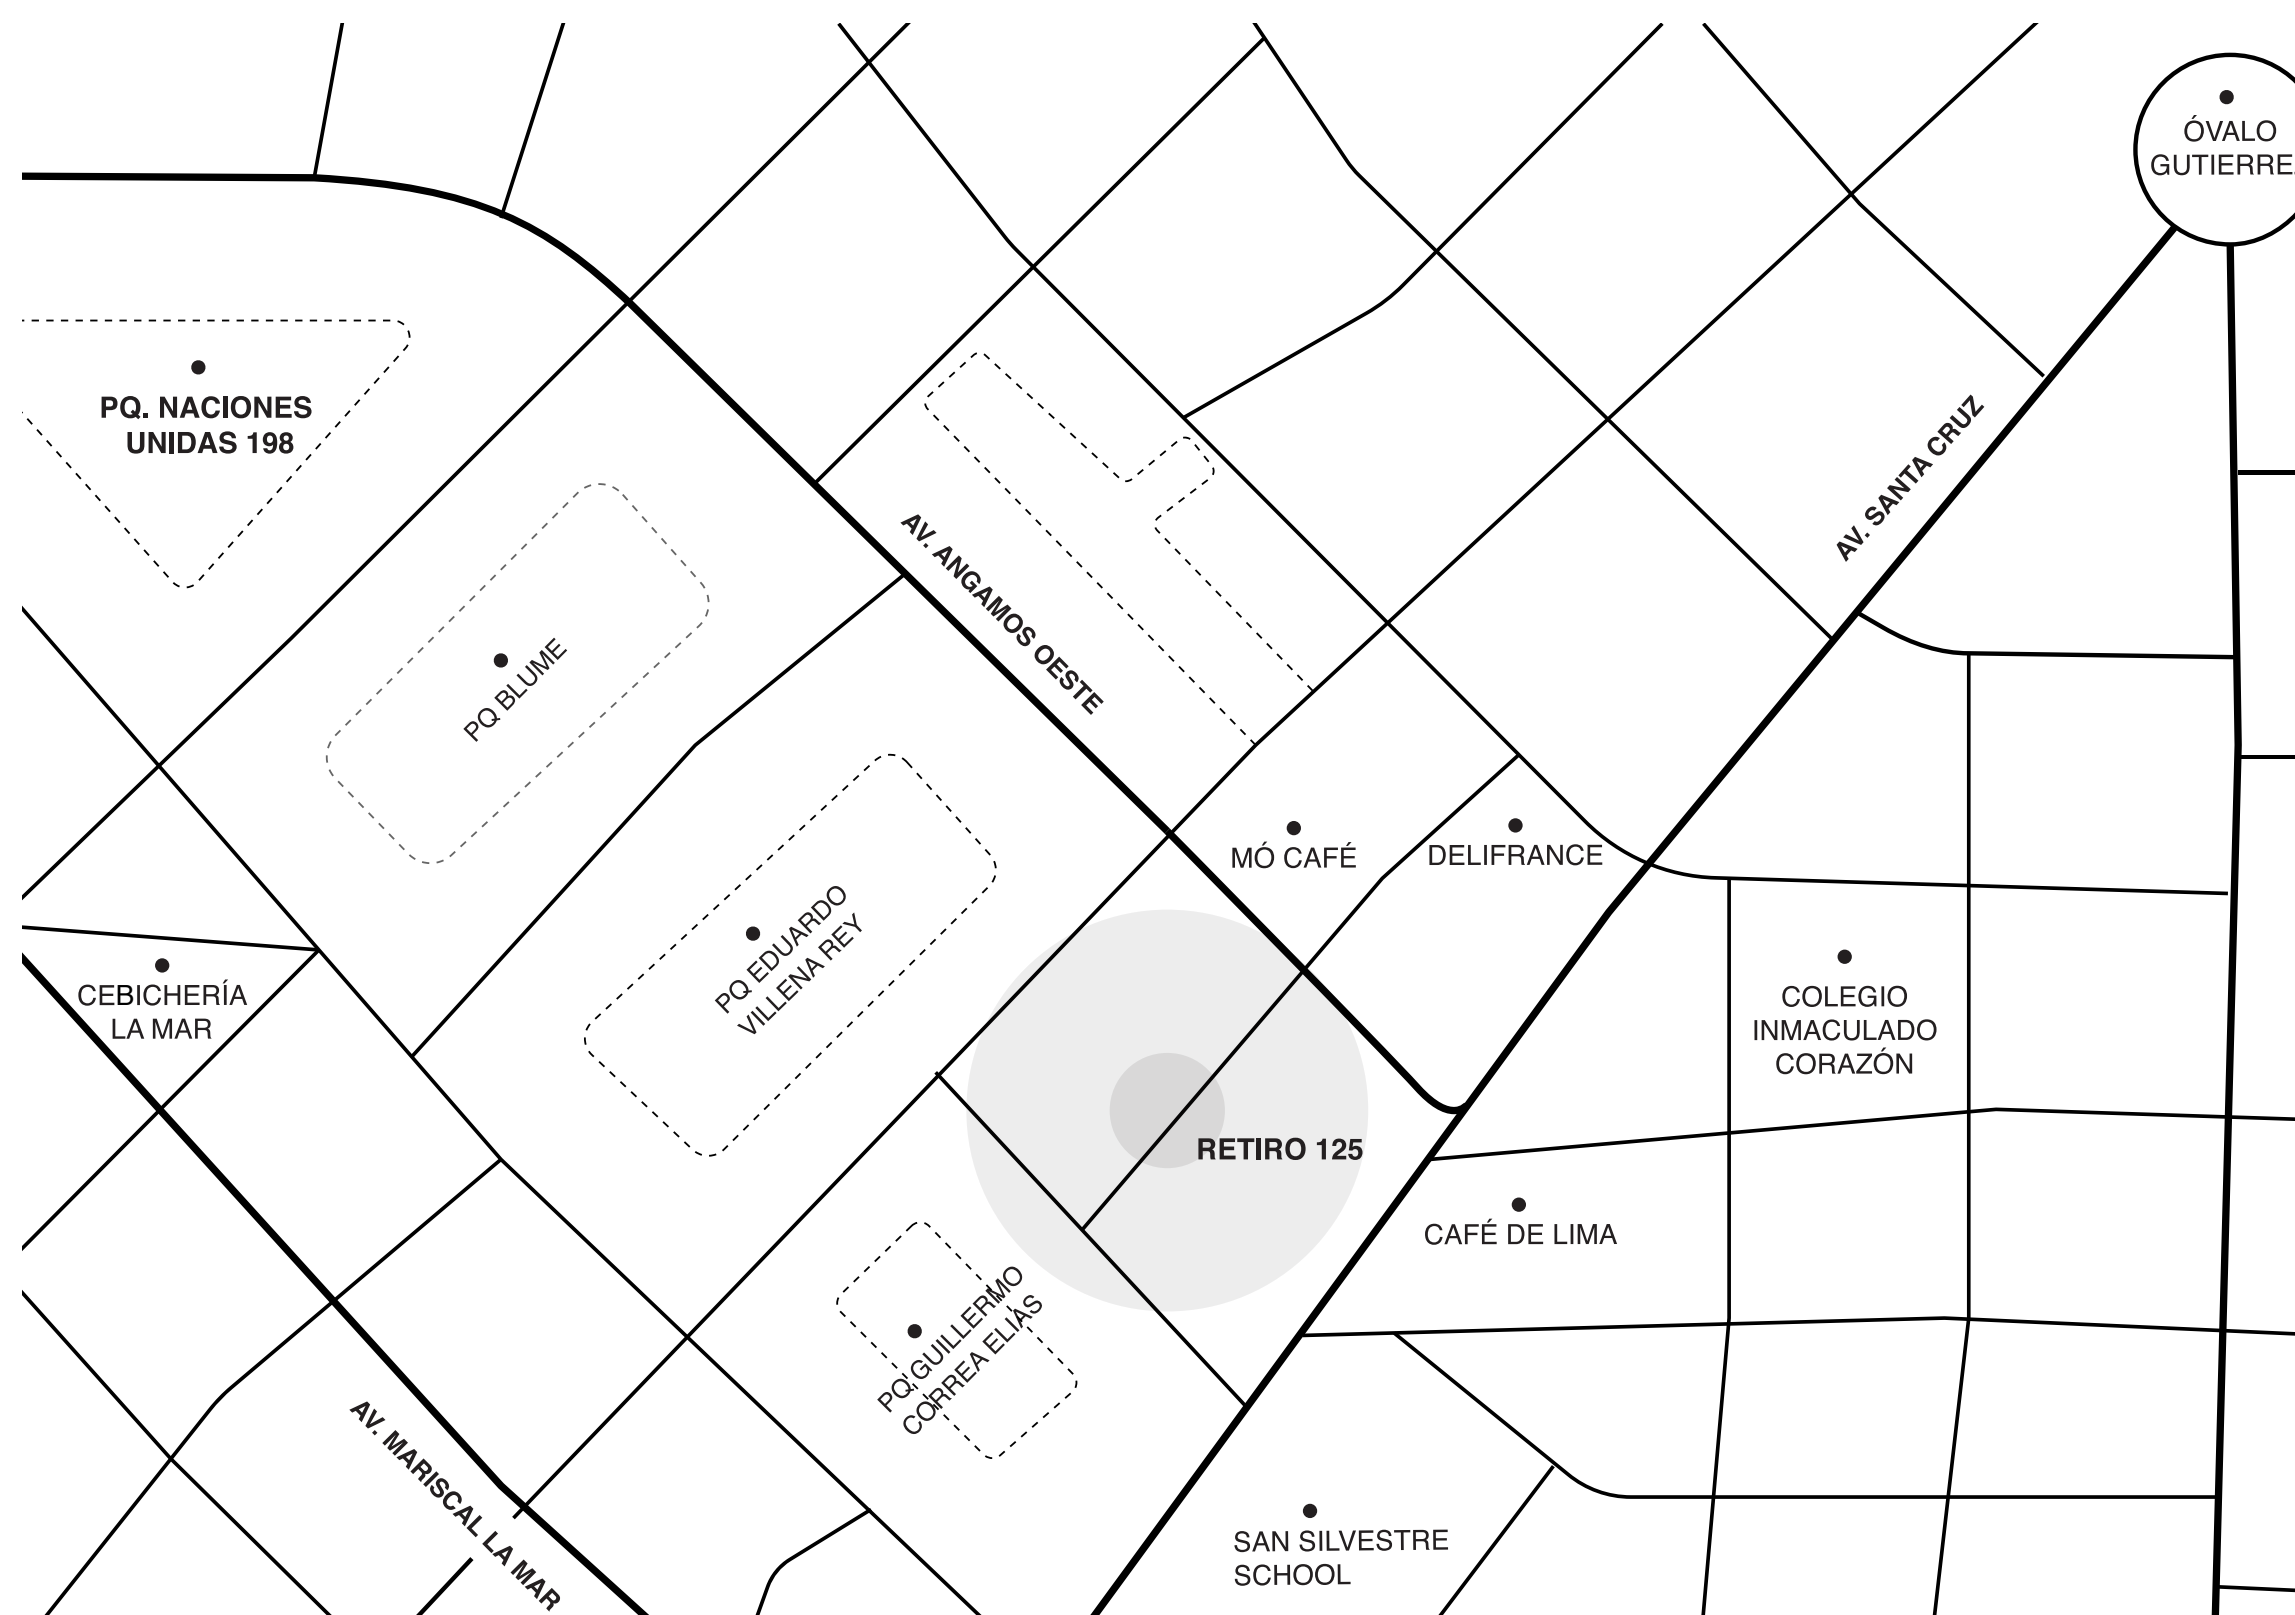 ÓVALO
GUTIERRE
PQ. NACIONES
UNIDAS 198
AV. SANTA CRUZ
AV. ANGAMOS OESTE
PQ BLUME
MÓ CAFÉ
DELIFRANCE
PQ EDUARDO
VILLENA REY
CEBICHERÍA
LA MAR
COLEGIO
INMACULADO
CORAZÓN
RETIRO 125
CAFÉ DE LIMA
PQ GUILLERMO
CORREA ELIAS
AV. MARISCAL LA MAR
SAN SILVESTRE
SCHOOL